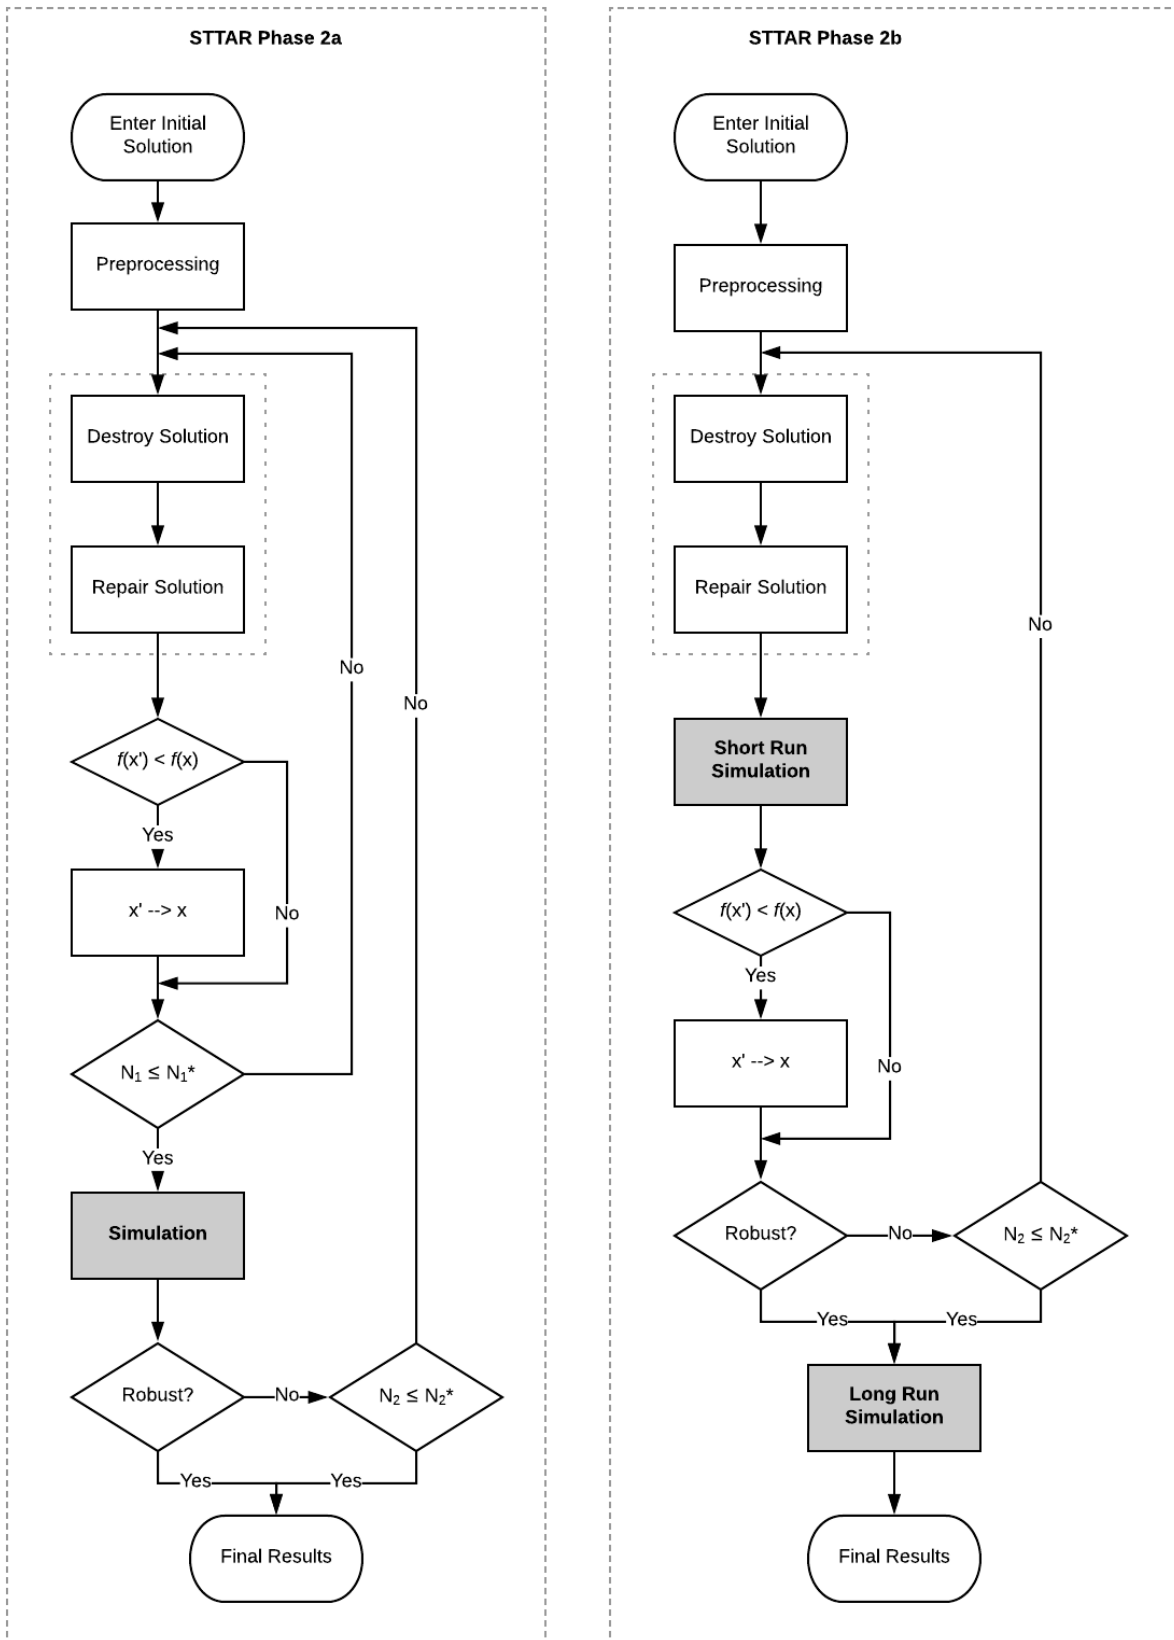 STTAR Phase 2a
Enter Initial
Solution
Preprocessing
Destroy Solution
Repair Solution
No
No
f(x') < f(x)
Yes
x' --> x
No
N₁ ≤ N₁*
Yes
Simulation
Robust?
No
N₂ ≤ N₂*
Yes
Yes
Final Results
STTAR Phase 2b
Enter Initial
Solution
Preprocessing
Destroy Solution
Repair Solution
No
Short Run
Simulation
f(x') < f(x)
Yes
x' --> x
No
Robust?
No
N₂ ≤ N₂*
Yes
Yes
Long Run
Simulation
Final Results